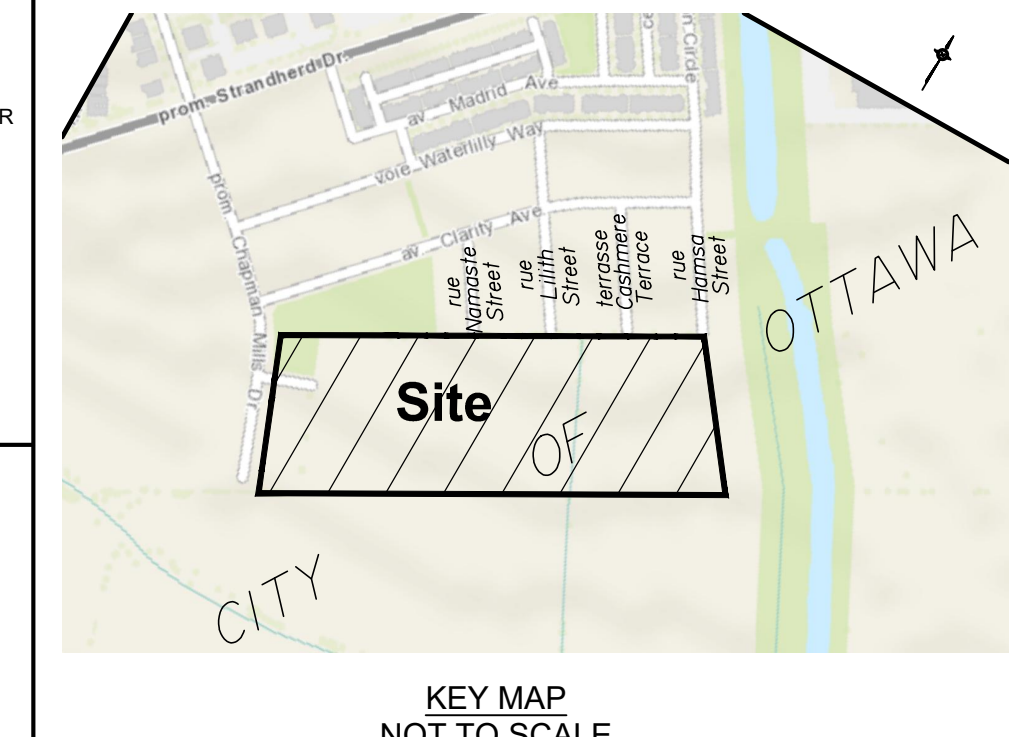 R
prom. Strandherd Dr.
av Madrid Ave
ce
en Circle
voie Waterlilly Way
prom. Chapman Mills Dr
av. Clarity Ave
rue
Namaste
Street
rue
Lilith
Street
terrasse
Cashmere
Terrace
rue
Hamsa
Street
OTTAWA
Site
OF
CITY
KEY MAP
NOT TO SCALE